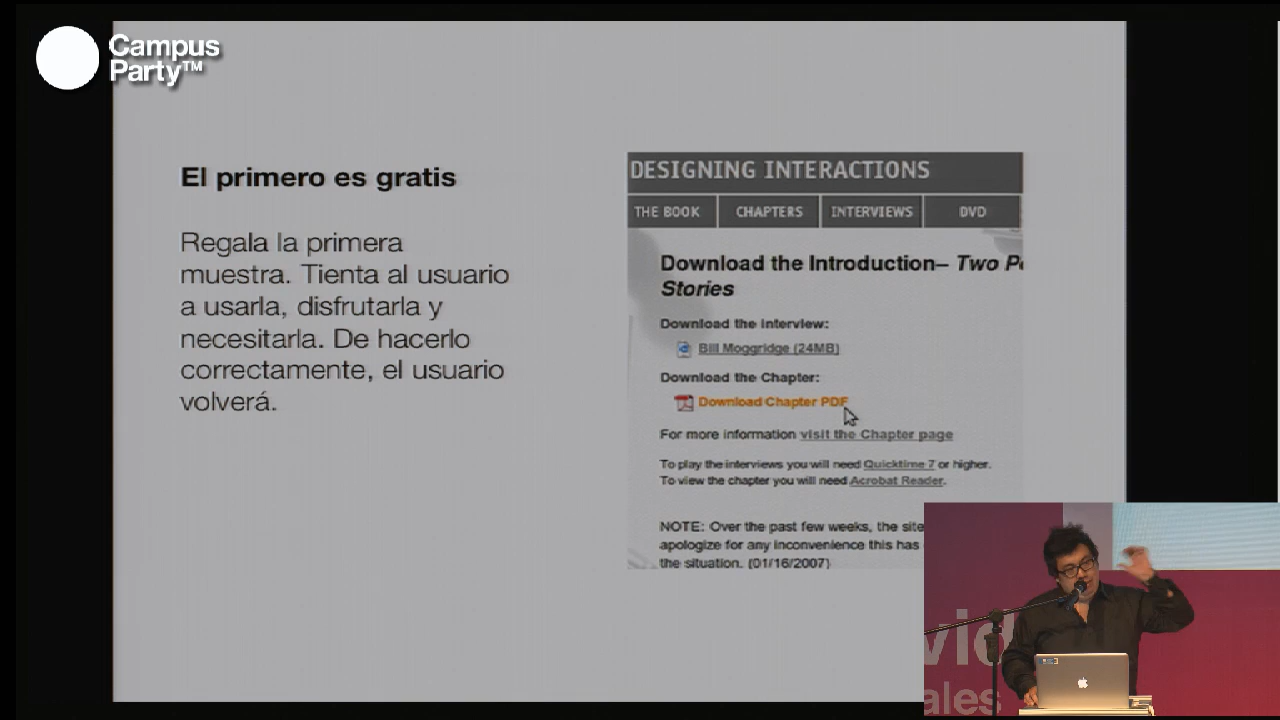 Campus
Party™
El primero es gratis
Regala la primera
muestra. Tienta al usuario
a usarla, disfrutarla y
necesitarla. De hacerlo
correctamente, el usuario
volverá.
DESIGNING INTERACTIONS
THE BOOK CHAPTERS INTERVIEWS DVD
Download the Introduction– Two
Stories
Download the Interview:
Bill Moggridge (24MB)
Download the Chapter:
Download Chapter PDF
For more information visit the Chapter page
To play the interviews you will need Quicktime 7 or higher.
To view the chapter you will need Acrobat Reader.
NOTE: Over the past few weeks, the site
apologize for any inconvenience this has
the situation. (01/16/2007)
vid
ales